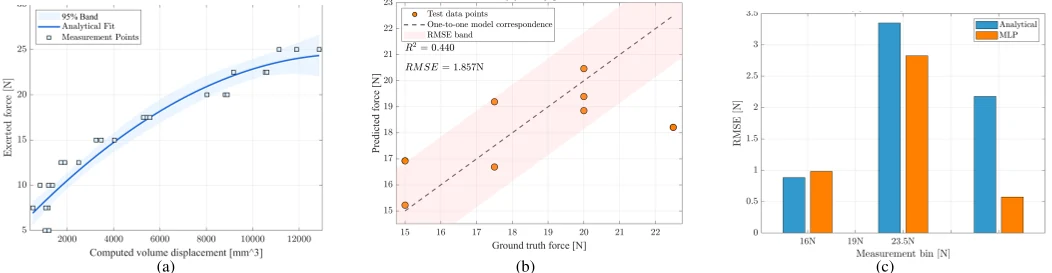 95% Band
Analytical Fit
Measurement Points
25
20
15
10
5
Exerted force [N]
2000 4000 6000 8000 10000 12000
Computed volume displacement [mm^3]
(a)
Test data points
One-to-one model correspondence
RMSE band
R² = 0.440
RMSE = 1.857N
23
22
21
20
19
18
17
16
15
Predicted force [N]
15 16 17 18 19 20 21 22
Ground truth force [N]
(b)
Analytical
MLP
3.5
3
2.5
2
1.5
1
0.5
0
RMSE [N]
16N 19N 23.5N
Measurement bin [N]
(c)